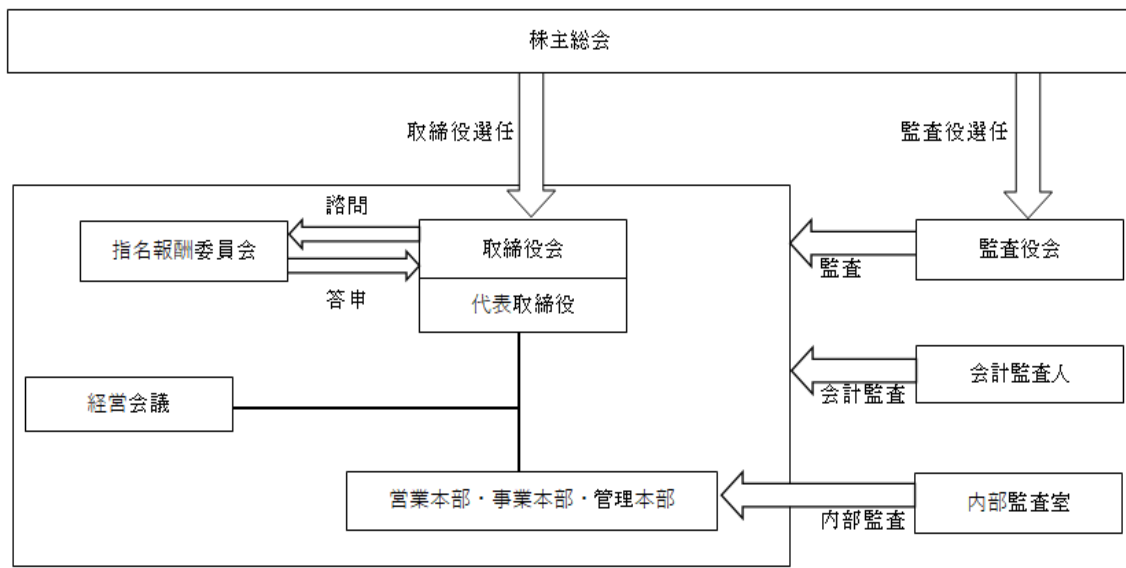 株主総会
取締役選任
監査役選任
諮問
指名報酬委員会
取締役会
監査役会
監査
答申
代表取締役
会計監査人
経営会議
会計監査
営業本部・事業本部・管理本部
内部監査室
内部監査